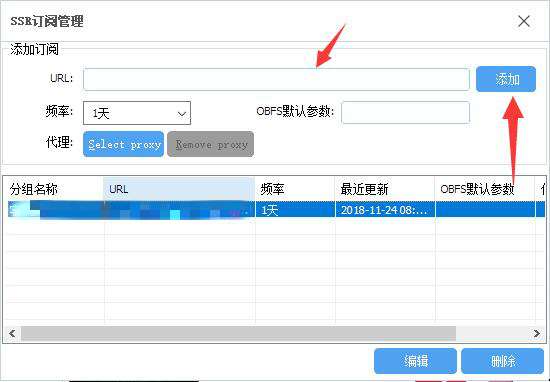 SSR订阅管理
添加订阅
URL: 添加
频率: 1天 OBFS默认参数:
代理: Select proxy Remove proxy
分组名称 URL 频率 最近更新 OBFS默认参数
1天 2018-11-24 08:...
编辑 删除